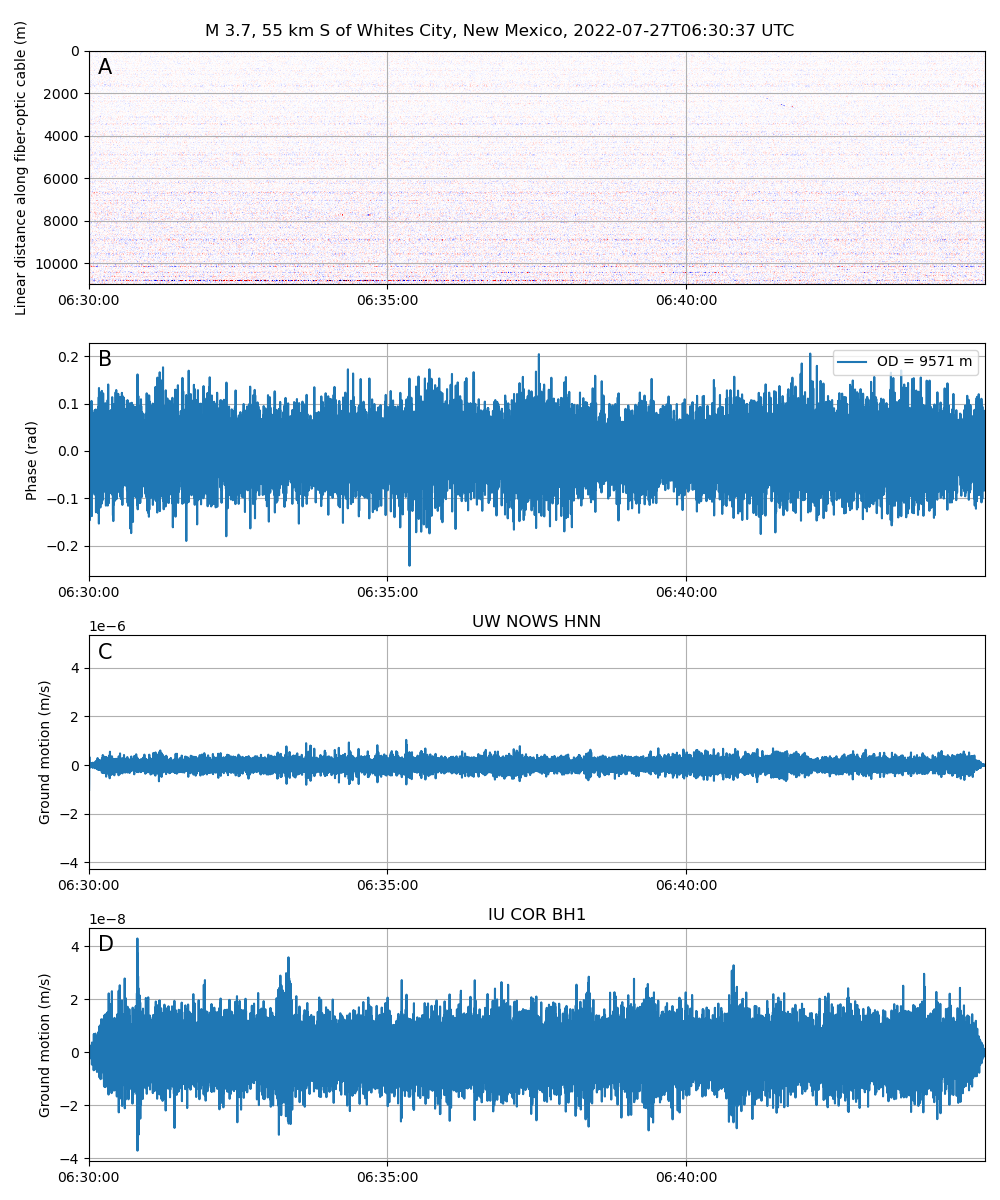 M 3.7, 55 km S of Whites City, New Mexico, 2022-07-27T06:30:37 UTC
Linear distance along fiber-optic cable (m)
A
0
2000
4000
6000
8000
10000
06:30:00 06:35:00 06:40:00
B
OD = 9571 m
Phase (rad)
0.2
0.1
0.0
−0.1
−0.2
06:30:00 06:35:00 06:40:00
UW NOWS HNN
1e−6
C
Ground motion (m/s)
4
2
0
−2
−4
06:30:00 06:35:00 06:40:00
IU COR BH1
1e−8
D
Ground motion (m/s)
4
2
0
−2
−4
06:30:00 06:35:00 06:40:00